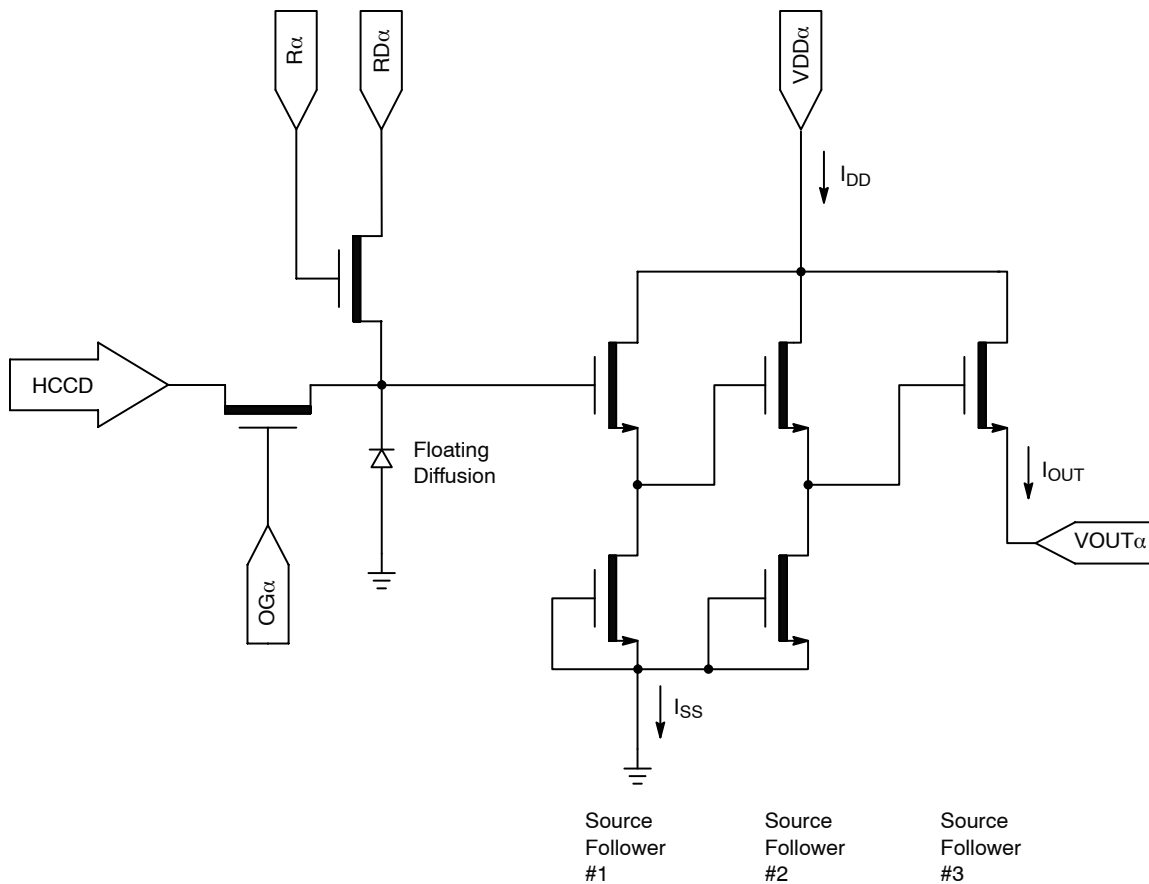 Rα
RDα
VDDα
IDD
HCCD
Floating
Diffusion
IOUT
VOUTα
OGα
ISS
Source
Follower
#1
Source
Follower
#2
Source
Follower
#3